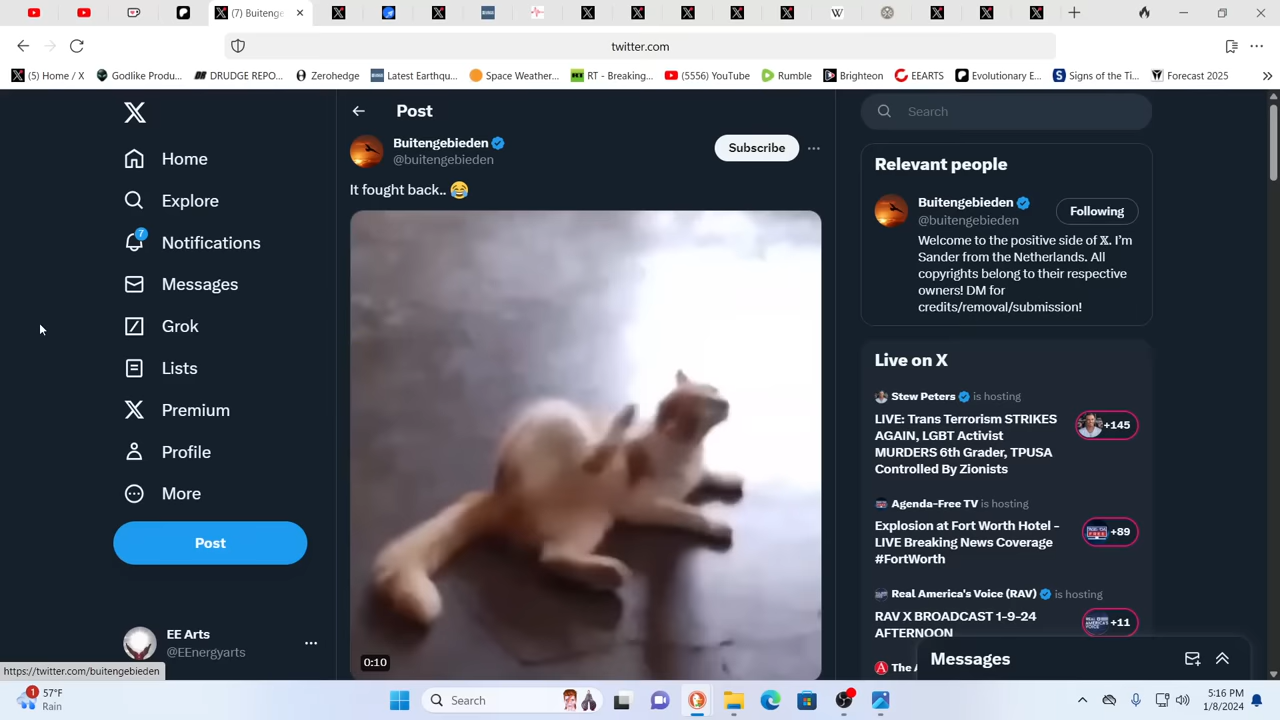 (7) Buitenge
twitter.com
(5) Home / X
Godlike Produ...
DRUDGE REPO...
Zerohedge
Latest Earthqu...
Space Weather...
RT - Breaking...
(5556) YouTube
Rumble
Brighteon
EEARTS
Evolutionary E...
Signs of the Ti...
Forecast 2025
Home
Explore
7
Notifications
Messages
Grok
Lists
Premium
Profile
More
Post
EE Arts
@EEnergyarts
https://twitter.com/buitengebieden
Post
Buitengebieden
@buitengebieden
Subscribe
It fought back.. 😂
0:10
Search
Relevant people
Buitengebieden
@buitengebieden
Following
Welcome to the positive side of 𝕏. I'm
Sander from the Netherlands. All
copyrights belong to their respective
owners! DM for
credits/removal/submission!
Live on X
Stew Peters is hosting
LIVE: Trans Terrorism STRIKES
AGAIN, LGBT Activist
MURDERS 6th Grader, TPUSA
Controlled By Zionists
+145
Agenda-Free TV is hosting
Explosion at Fort Worth Hotel -
LIVE Breaking News Coverage
#FortWorth
+89
Real America's Voice (RAV) is hosting
RAV X BROADCAST 1-9-24
AFTERNOON
+11
The A
Messages
1
57°F
Rain
Search
5:16 PM
1/8/2024